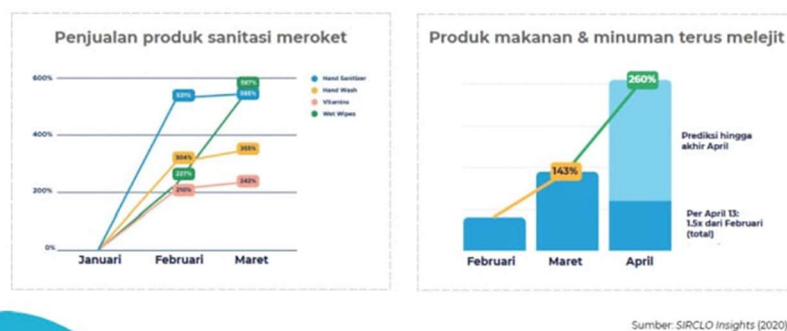 Penjualan produk sanitasi meroket
600%
400%
200%
0%
304%
355%
227%
210%
242%
Januari
Februari
Maret
Hand Sanitizer
Hand Wash
Vitamins
Wet Wipes
Produk makanan & minuman terus melejit
260%
143%
Prediksi hingga
akhir April
Per April 13:
1.5x dari Februari
(total)
Februari
Maret
April
Sumber: SIRCLO Insights (2020)